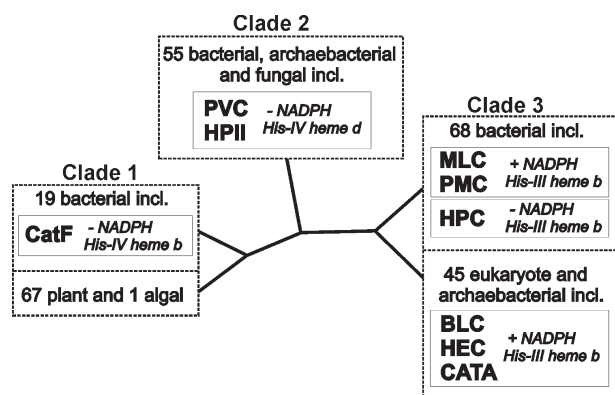 Clade 2
55 bacterial, archaebacterial
and fungal incl.
PVC - NADPH
HPII His-IV heme d
Clade 1
19 bacterial incl.
CatF - NADPH
His-IV heme b
67 plant and 1 algal
Clade 3
68 bacterial incl.
MLC + NADPH
PMC His-III heme b
HPC - NADPH
His-III heme b
45 eukaryote and
archaebacterial incl.
BLC
HEC + NADPH
CATA His-III heme b